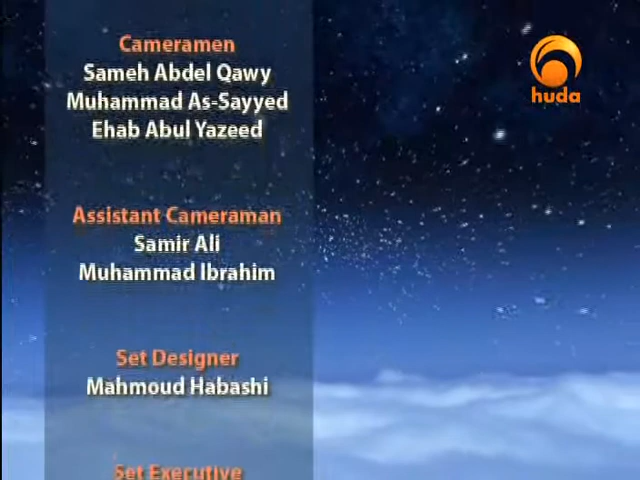 Cameramen
Sameh Abdel Qawy
Muhammad As-Sayyed
Ehab Abul Yazeed
Assistant Cameraman
Samir Ali
Muhammad Ibrahim
Set Designer
Mahmoud Habashi
Set Executive
huda